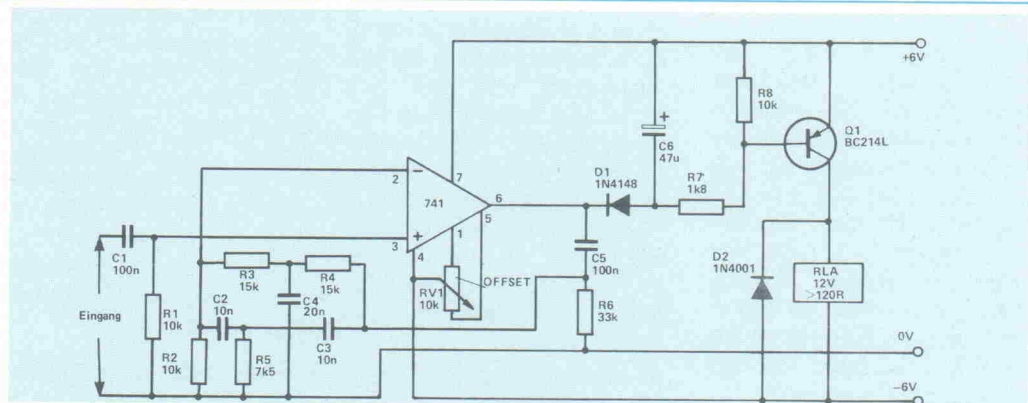 +6V
R8
10k
Q1
BC214L
C6
47u
+
D1
1N4148
R7
1k8
2
7
−
741
6
5
+
3
4
1
C1
100n
R3
15k
R4
15k
OFFSET
RV1
10k
C5
100n
D2
1N4001
RLA
12V
>120R
Eingang
R1
10k
C2
10n
C4
20n
R6
33k
R2
10k
R5
7k5
C3
10n
0V
−6V